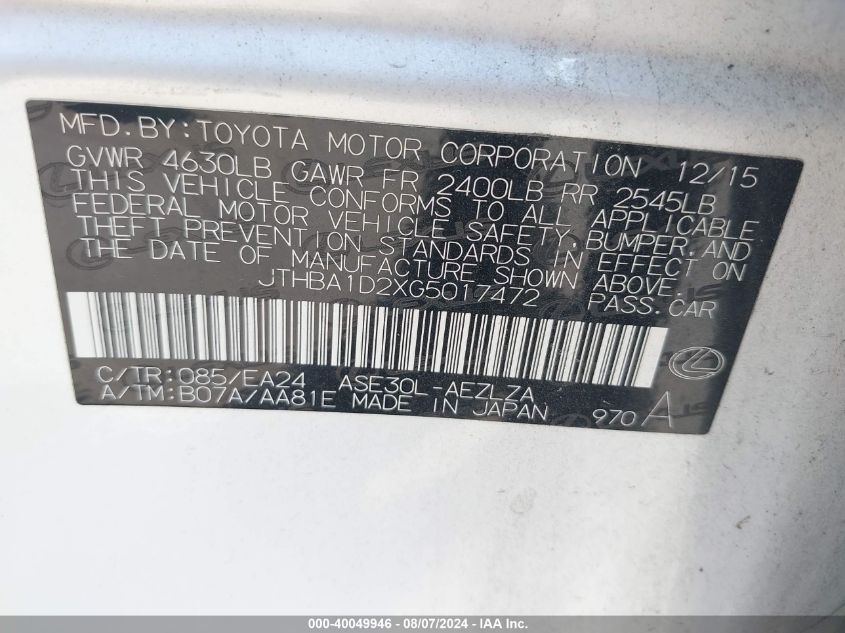 MFD.BY:TOYOTA MOTOR CORPORATION 12/15
GVWR 4630LB GAWR FR 2400LB RR 2545LB
THIS VEHICLE CONFORMS TO ALL APPLICABLE
FEDERAL MOTOR VEHICLE SAFETY,BUMPER,AND
THEFT PREVENTION STANDARDS IN EFFECT ON
THE DATE OF MANUFACTURE SHOWN ABOVE.
JTHBA1D2XG5017472 PASS.CAR
C/TR:085/EA24 ASE30L-AEZLZA
A/TM:B07A/AA81E MADE IN JAPAN 970 A
000-40049946 - 08/07/2024 - IAA Inc.